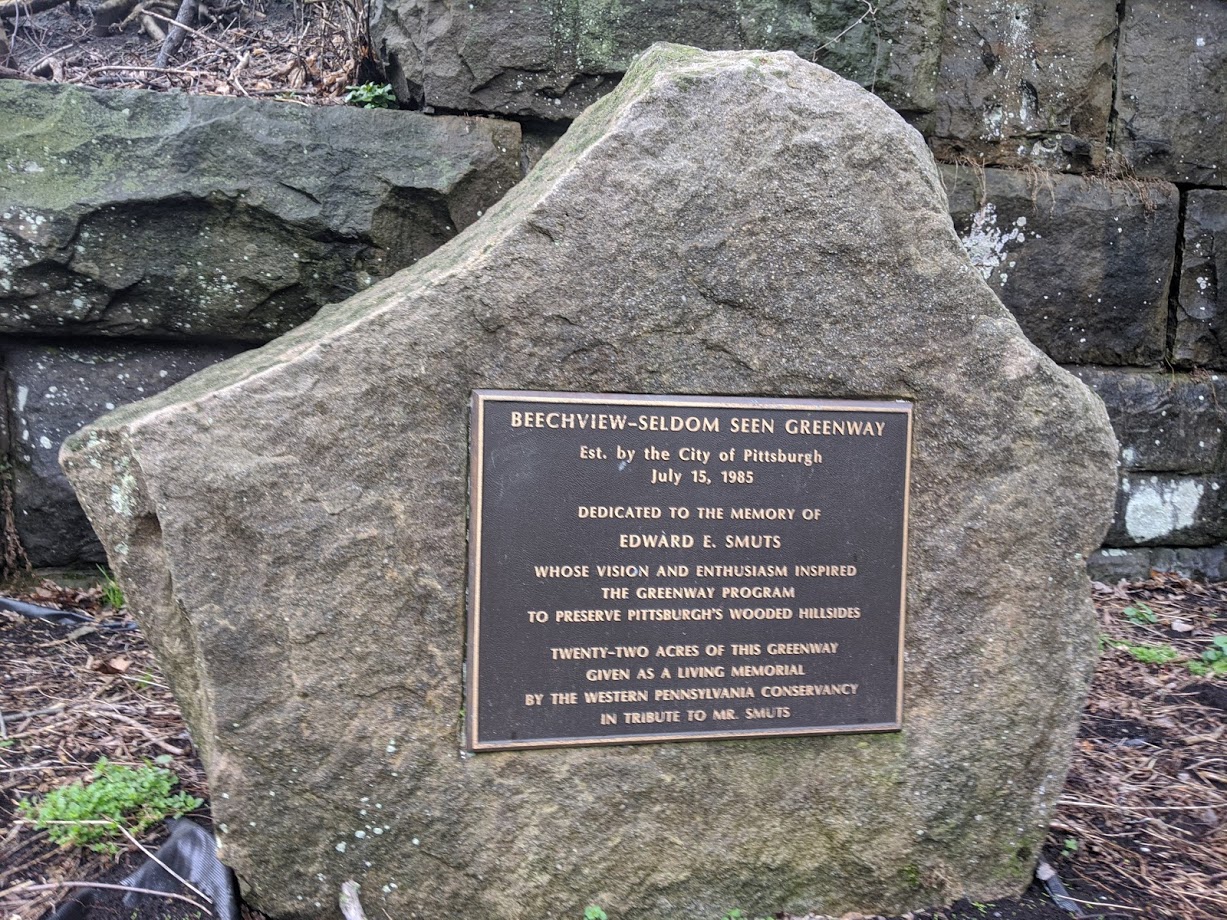 BEECHVIEW-SELDOM SEEN GREENWAY
Est. by the City of Pittsburgh
July 15, 1985
DEDICATED TO THE MEMORY OF
EDWARD E. SMUTS
WHOSE VISION AND ENTHUSIASM INSPIRED
THE GREENWAY PROGRAM
TO PRESERVE PITTSBURGH'S WOODED HILLSIDES
TWENTY-TWO ACRES OF THIS GREENWAY
GIVEN AS A LIVING MEMORIAL
BY THE WESTERN PENNSYLVANIA CONSERVANCY
IN TRIBUTE TO MR. SMUTS